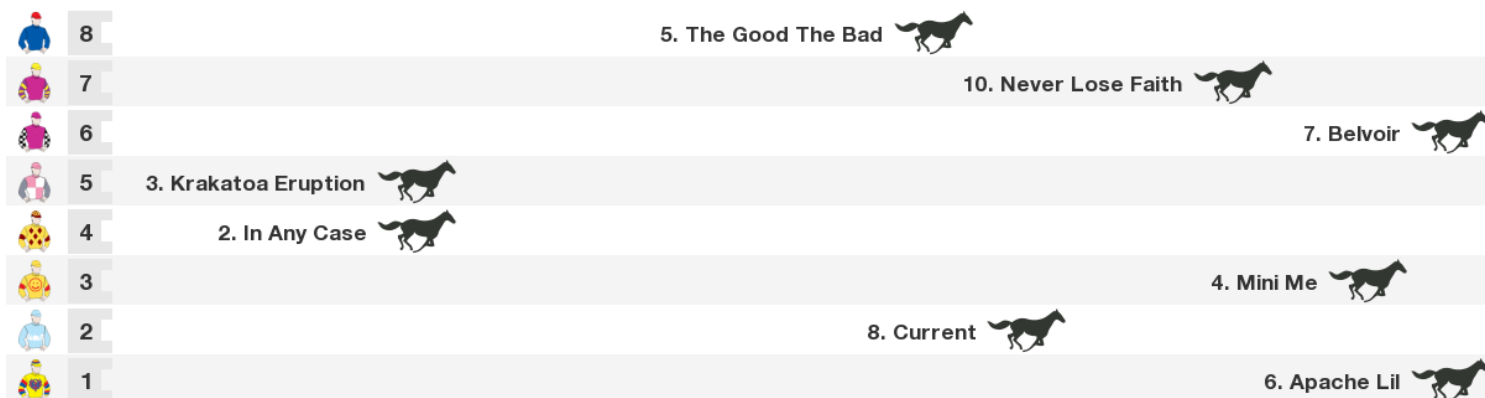 8 5. The Good The Bad
7 10. Never Lose Faith
6 7. Belvoir
5 3. Krakatoa Eruption
4 2. In Any Case
3 4. Mini Me
2 8. Current
1 6. Apache Lil